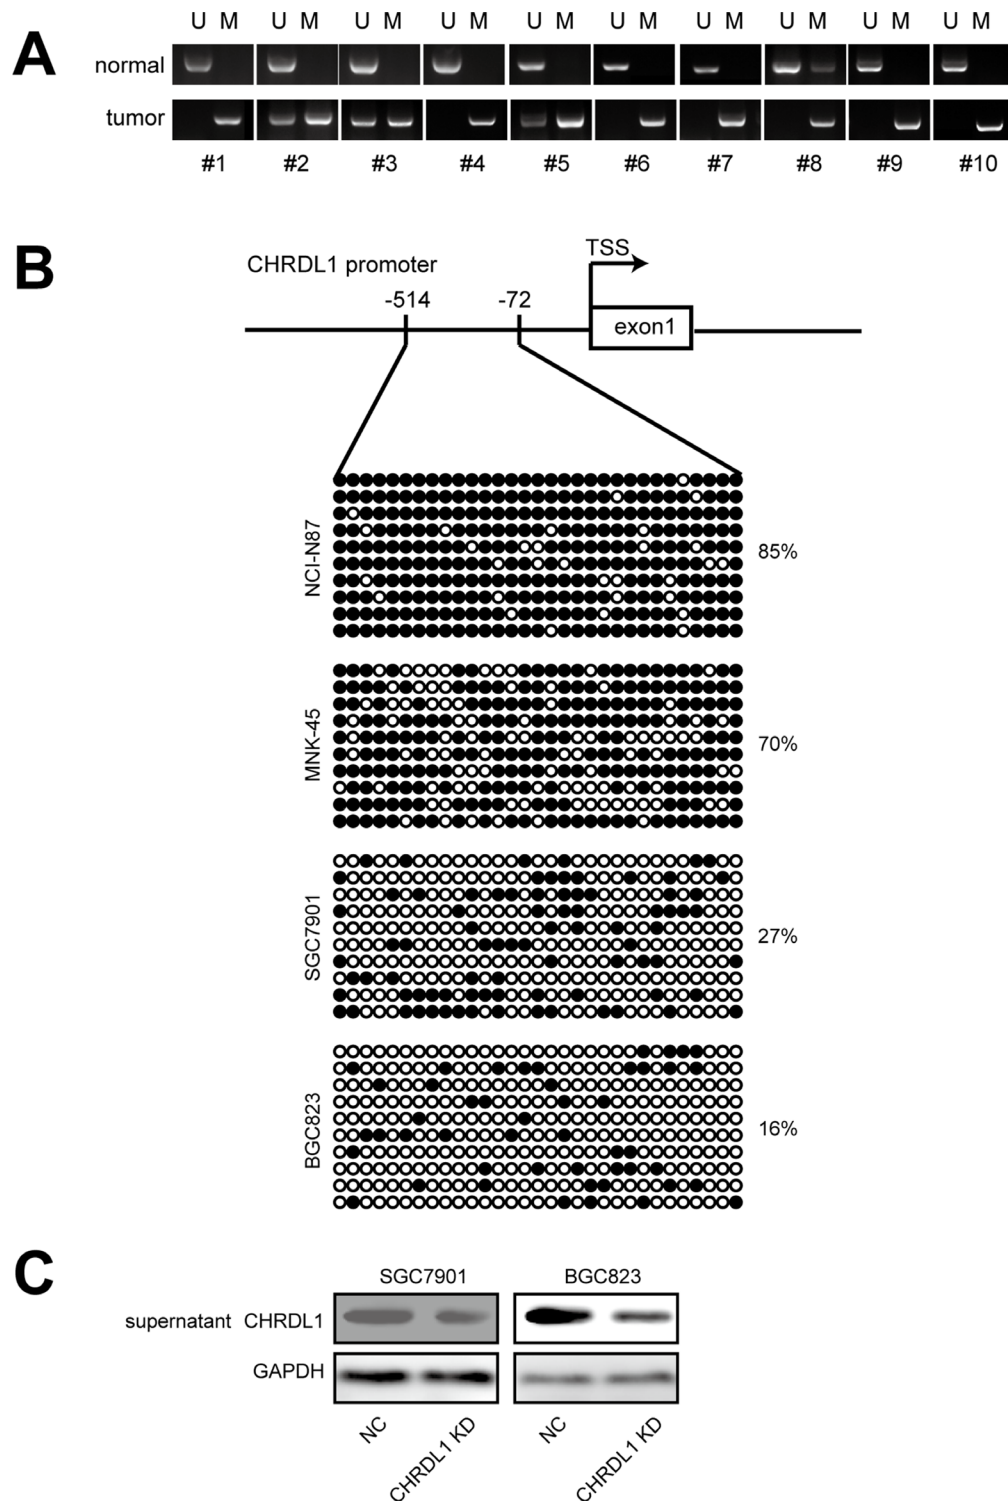 A
U M U M U M U M U M U M U M U M U M U M
normal
tumor
#1 #2 #3 #4 #5 #6 #7 #8 #9 #10
B
CHRDL1 promoter
TSS
-514
-72
exon1
NCI-N87
85%
MNK-45
70%
SGC7901
27%
BGC823
16%
C
SGC7901 BGC823
supernatant CHRDL1
GAPDH
NC CHRDL1 KD NC CHRDL1 KD